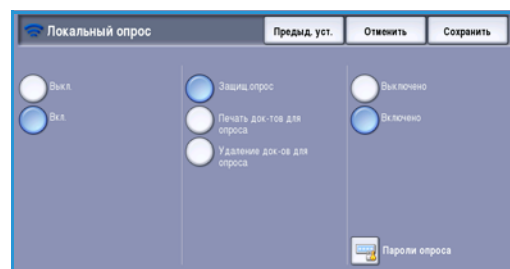 Локальный опрос
Предыд. уст.
Отменить
Сохранить
Выкл.
Вкл.
Защищ.опрос
Печать док-тов для
опроса
Удаление док-ов для
опроса
Выключено
Включено
Пароли опроса